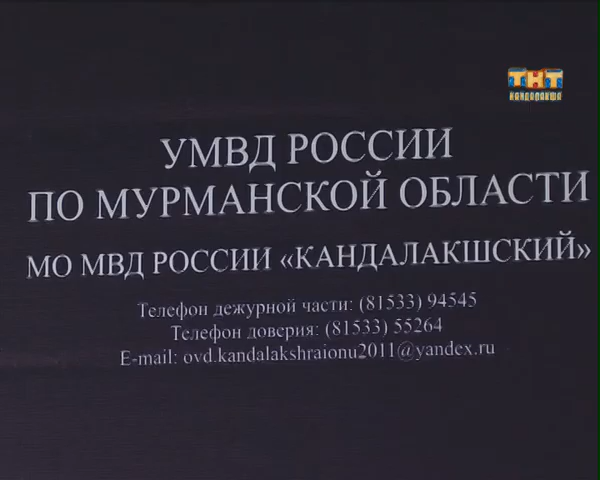 ТНТ
КАНДАЛАКША
УМВД РОССИИ
ПО МУРМАНСКОЙ ОБЛАСТИ
МО МВД РОССИИ «КАНДАЛАКШСКИЙ»
Телефон дежурной части: (81533) 94545
Телефон доверия: (81533) 55264
E-mail: ovd.kandalakshraionu2011@yandex.ru